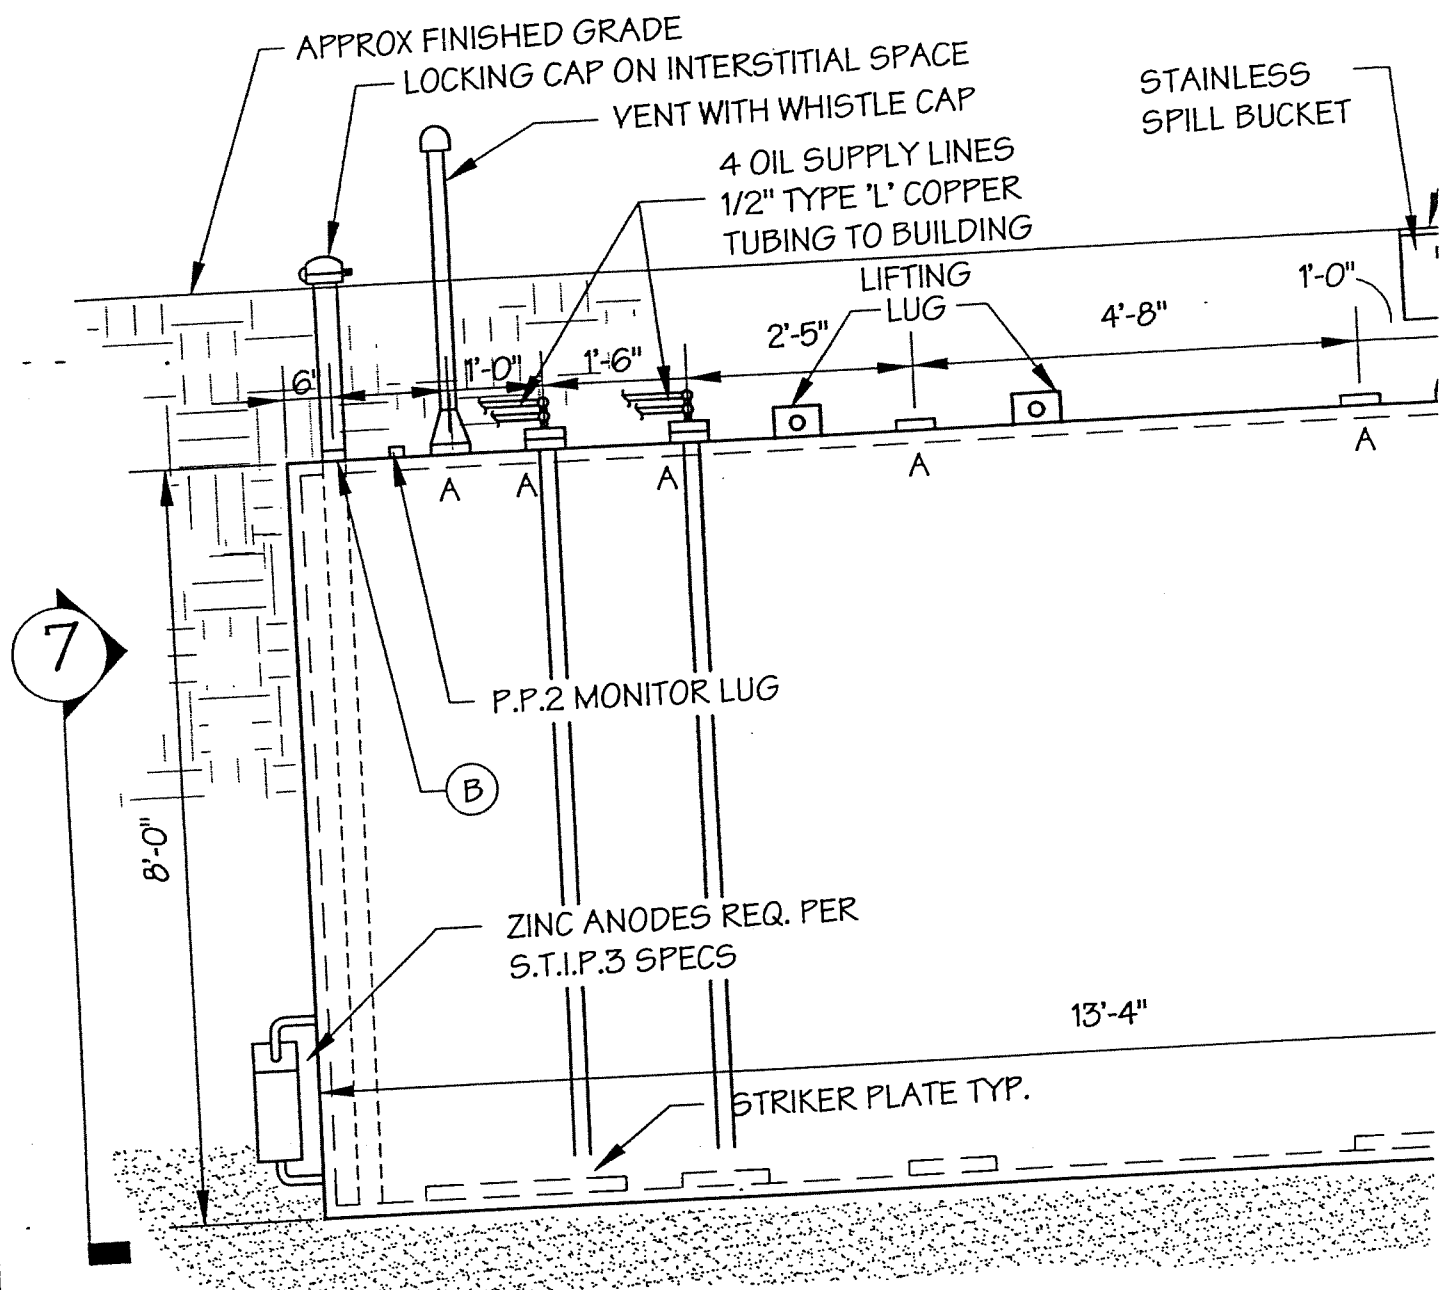 APPROX FINISHED GRADE
LOCKING CAP ON INTERSTITIAL SPACE
VENT WITH WHISTLE CAP
STAINLESS
SPILL BUCKET
4 OIL SUPPLY LINES
1/2" TYPE 'L' COPPER
TUBING TO BUILDING
LIFTING
LUG
1'-0"
4'-8"
2'-5"
1'-6"
1'-0"
6"
A
A
A
A
A
7
P.P.2 MONITOR LUG
B
8'-0"
ZINC ANODES REQ. PER
S.T.I.P.3 SPECS
13'-4"
STRIKER PLATE TYP.